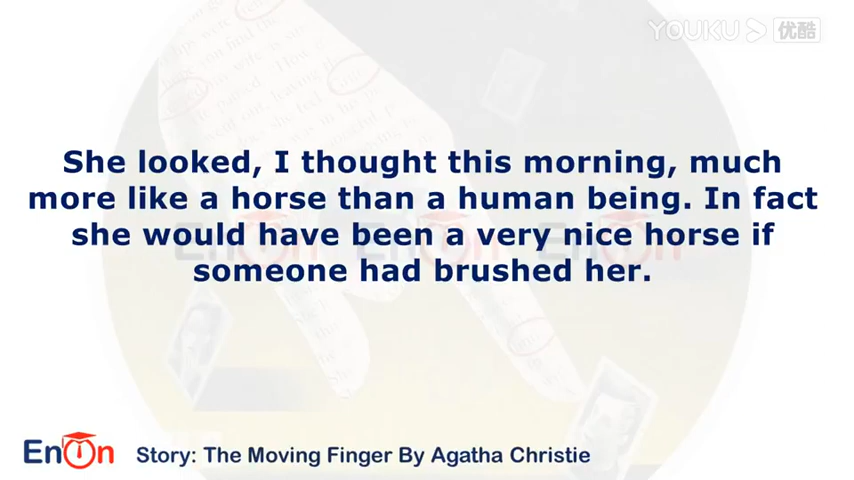 YOUKU 优酷
She looked, I thought this morning, much
more like a horse than a human being. In fact
she would have been a very nice horse if
someone had brushed her.
EnOn
Story: The Moving Finger By Agatha Christie